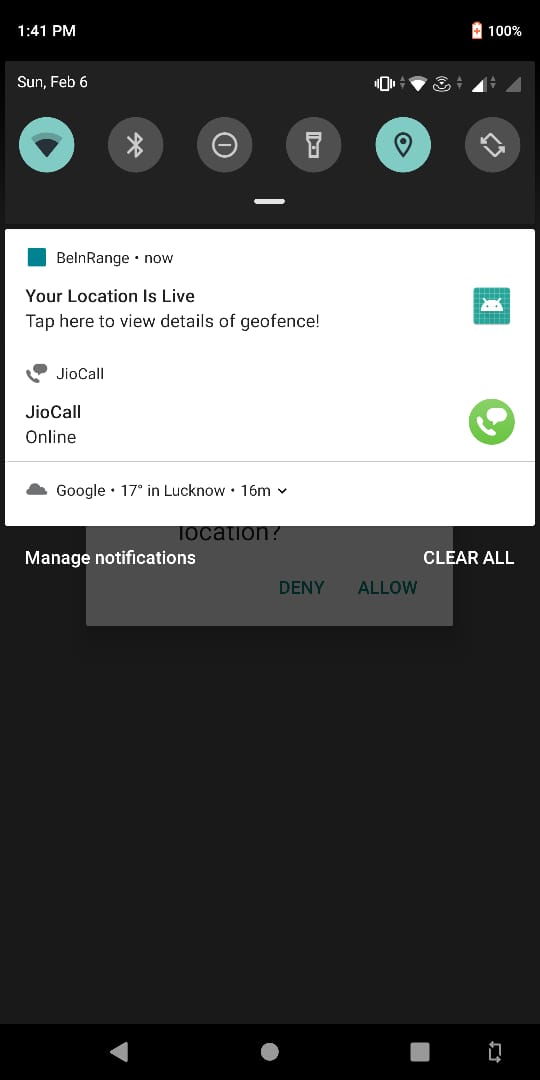 1:41 PM 100%
Sun, Feb 6
BeInRange • now
Your Location Is Live
Tap here to view details of geofence!
JioCall
JioCall
Online
Google • 17° in Lucknow • 16m
location?
Manage notifications CLEAR ALL
DENY ALLOW